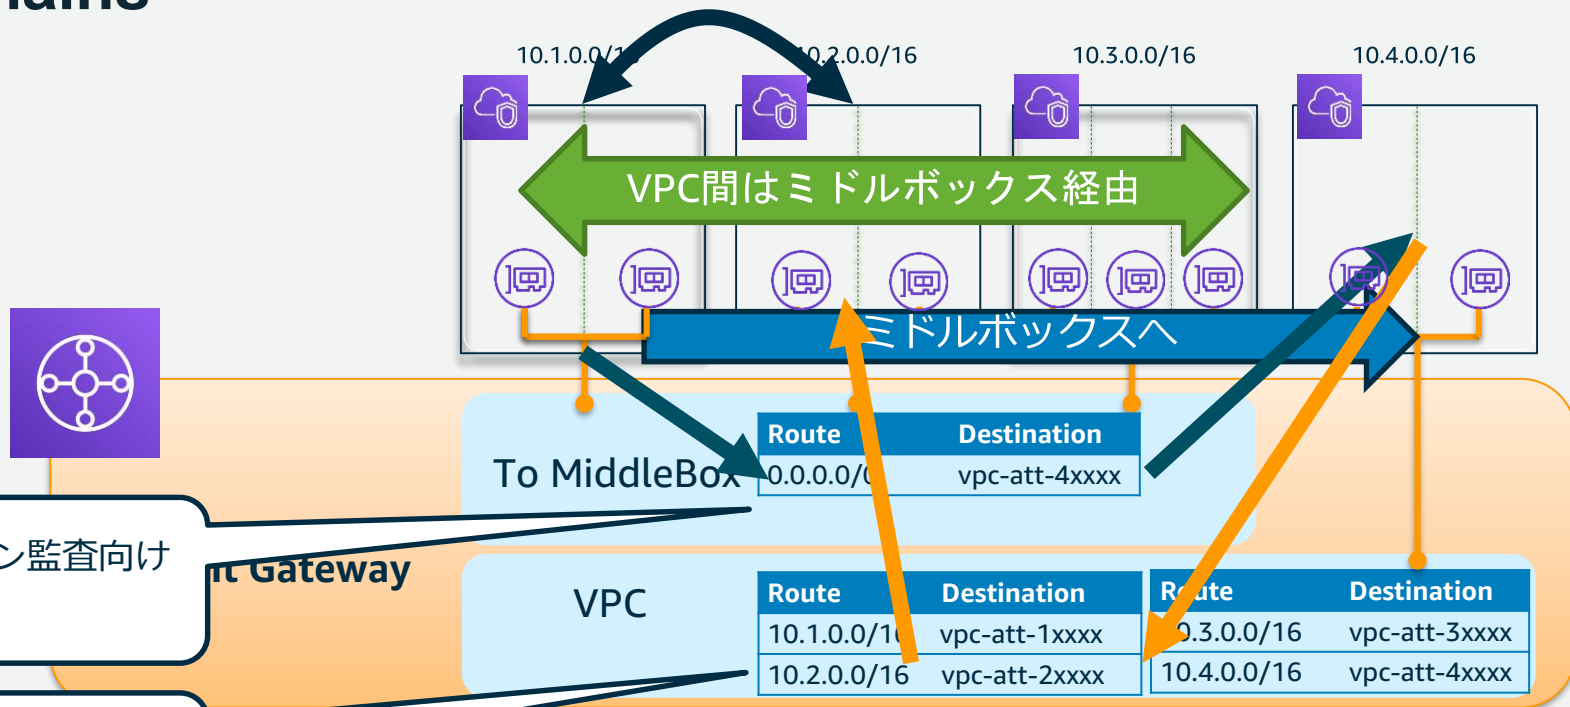 10.1.0.0/16
10.2.0.0/16
10.3.0.0/16
10.4.0.0/16
VPC間はミドルボックス経由
ミドルボックスへ
Route Destination
To MiddleBox
0.0.0.0/0 vpc-att-4xxxx
ン監査向け
Gateway
VPC
Route Destination
10.1.0.0/16 vpc-att-1xxxx
10.2.0.0/16 vpc-att-2xxxx
Route Destination
10.3.0.0/16 vpc-att-3xxxx
10.4.0.0/16 vpc-att-4xxxx